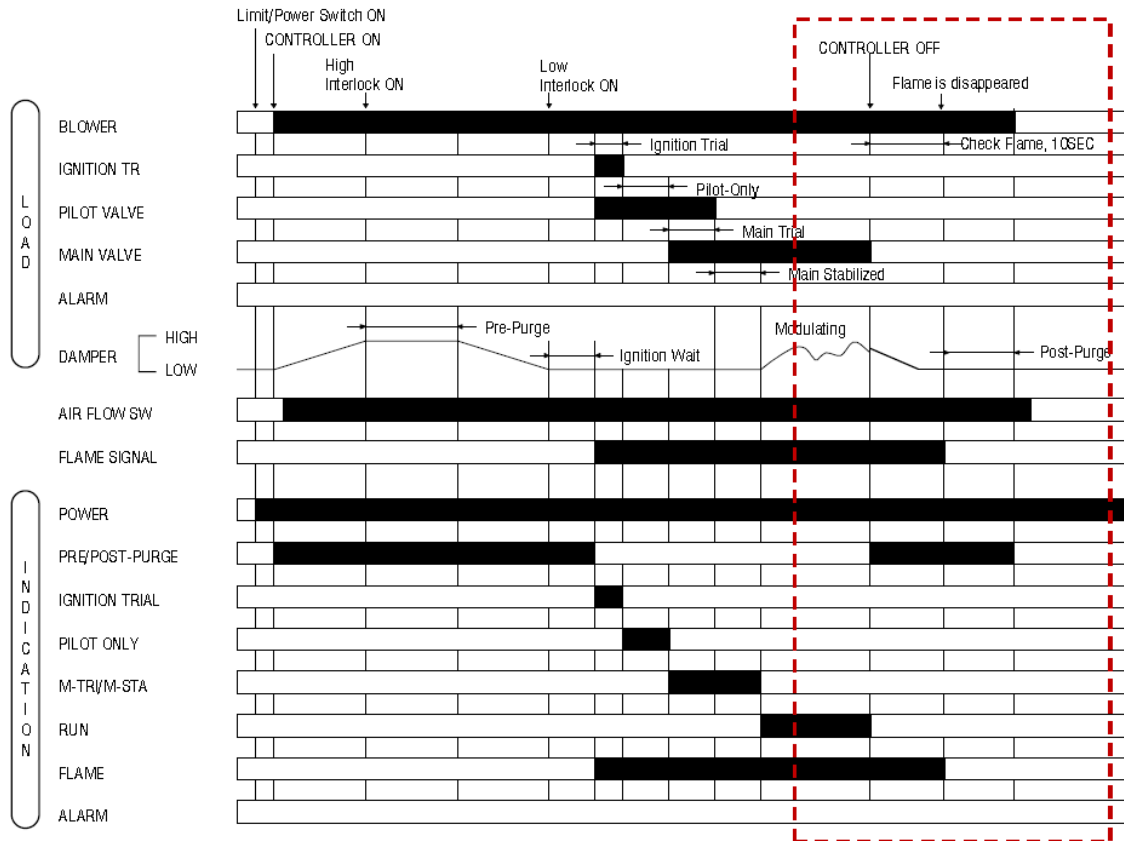 Limit/Power Switch ON
CONTROLLER ON
High
Interlock ON
Low
Interlock ON
CONTROLLER OFF
Flame is disappeared
LOAD
BLOWER
Check Flame, 10SEC
Ignition Trial
IGNITION TR
Pilot-Only
PILOT VALVE
Main Trial
MAIN VALVE
Main Stabilized
ALARM
Pre-Purge
Modulating
DAMPER
HIGH
LOW
Ignition Wait
Post-Purge
AIR FLOW SW
FLAME SIGNAL
INDICATION
POWER
PRE/POST-PURGE
IGNITION TRIAL
PILOT ONLY
M-TRI/M-STA
RUN
FLAME
ALARM